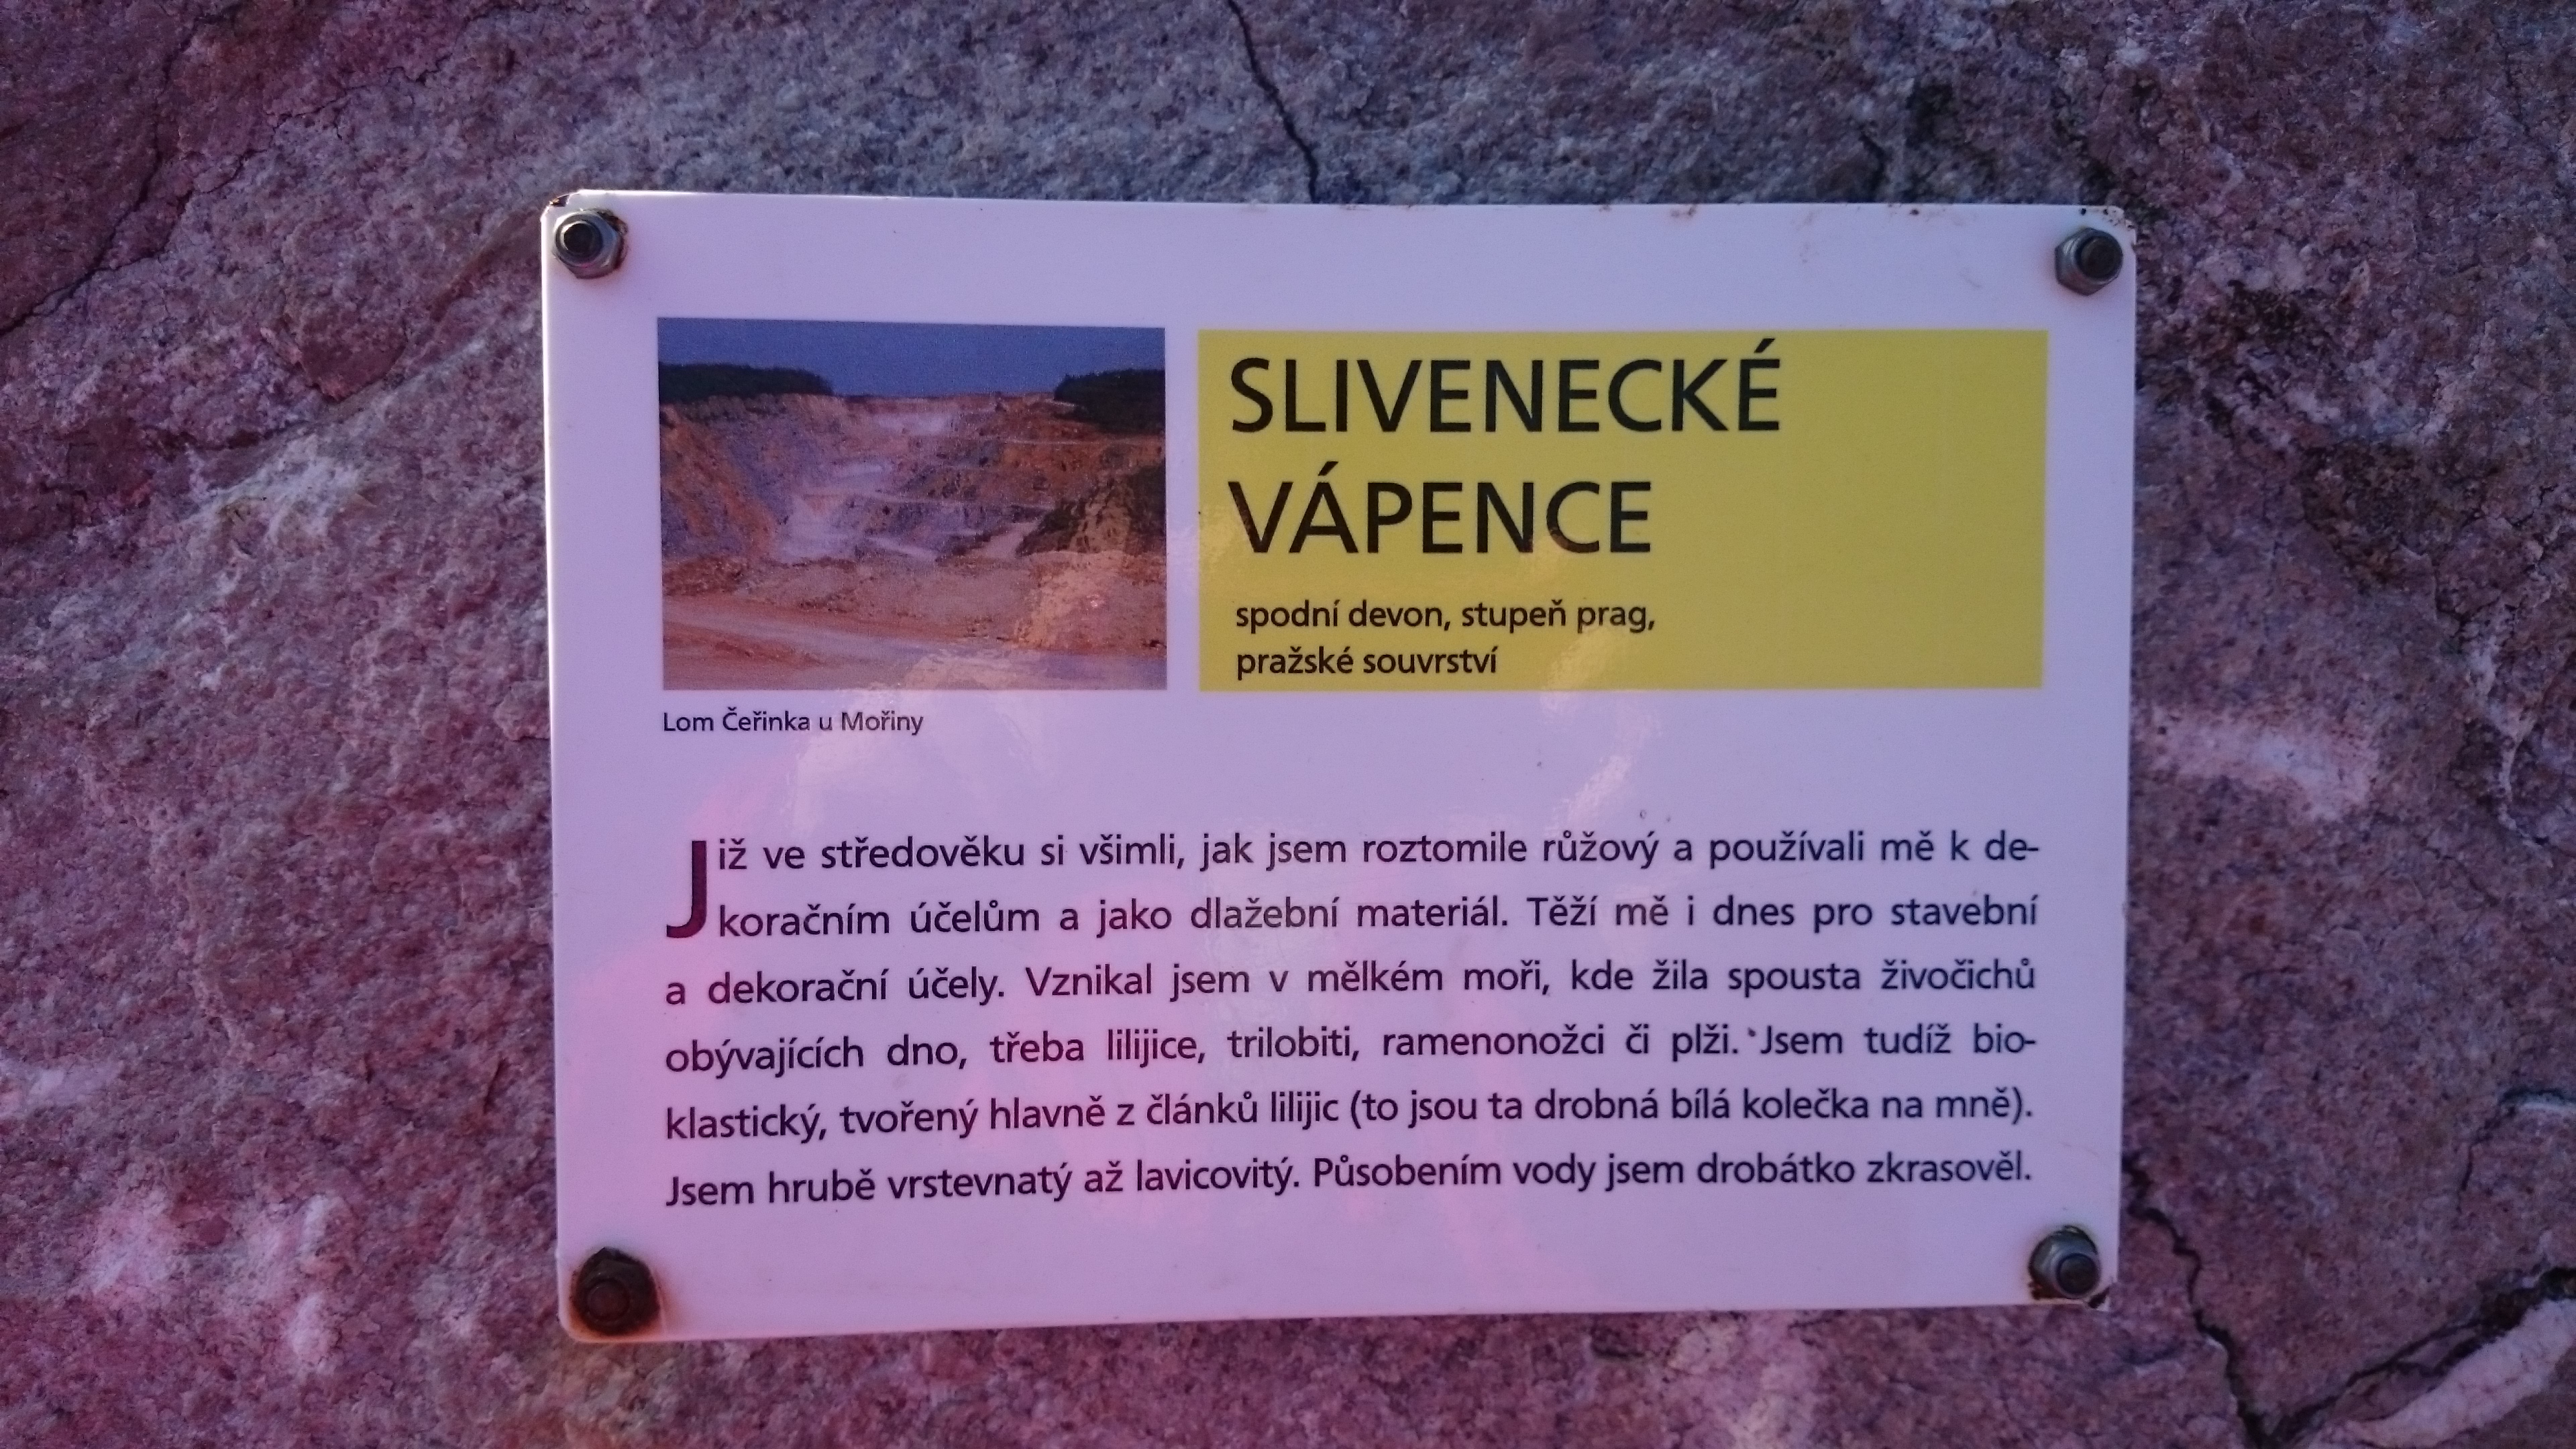 SLIVENECKÉ
VÁPENCE
spodní devon, stupeň prag,
pražské souvrství
Lom Čeřinka u Mořiny
Již ve středověku si všimli, jak jsem roztomile růžový a používali mě k de-
koračním účelům a jako dlažební materiál. Těží mě i dnes pro stavební
a dekorační účely. Vznikal jsem v mělkém moři, kde žila spousta živočichů
obývajících dno, třeba lilijice, trilobiti, ramenonožci či plži. Jsem tudíž bio-
klastický, tvořený hlavně z článků lilijic (to jsou ta drobná bílá kolečka na mně).
Jsem hrubě vrstevnatý až lavicovitý. Působením vody jsem drobátko zkrasověl.